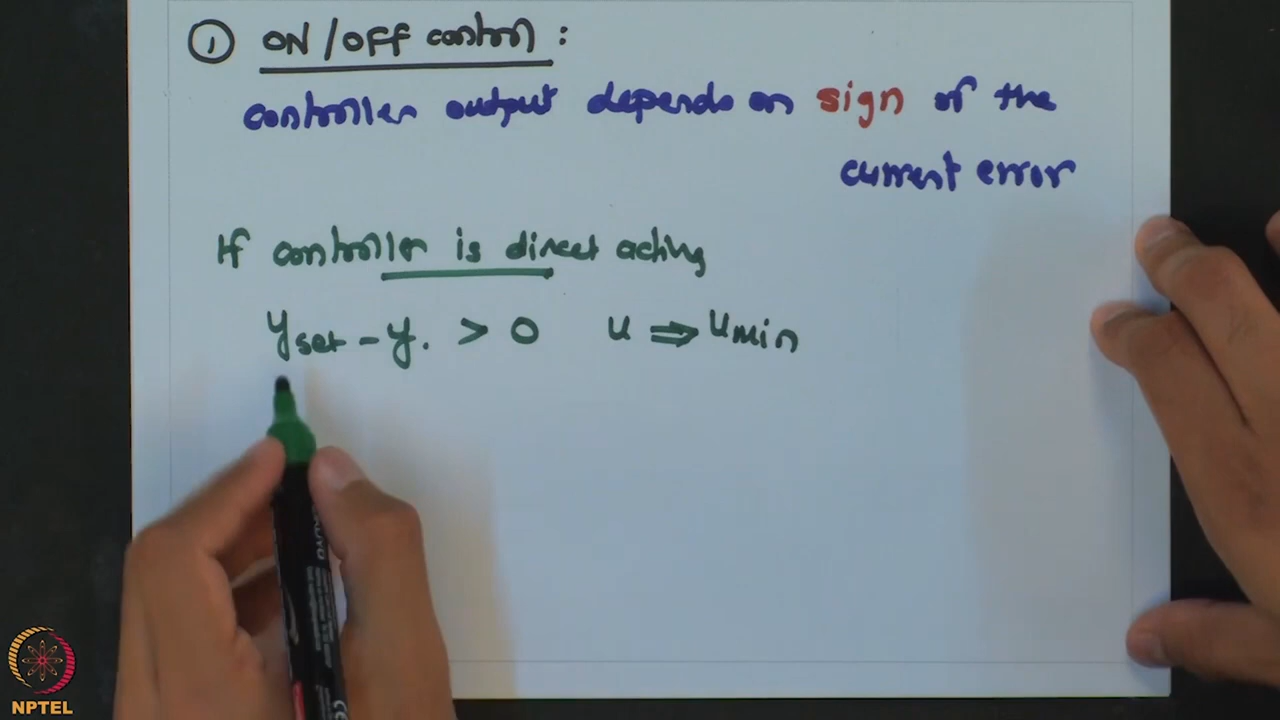 ① ON/OFF control :
controller output depends on sign of the
current error
If controller is direct acting
yset - y. > 0 u ⇒ umin
NPTEL